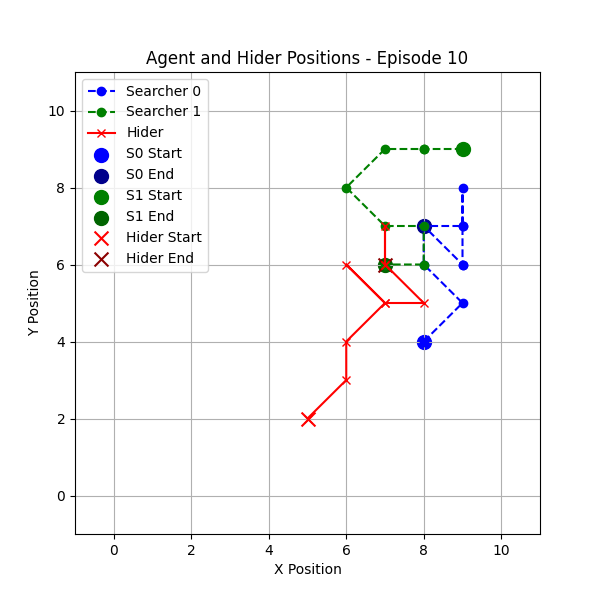 Agent and Hider Positions - Episode 10
Searcher 0
Searcher 1
Hider
S0 Start
S0 End
S1 Start
S1 End
Hider Start
Hider End
Y Position
10
8
6
4
2
0
0 2 4 6 8 10
X Position